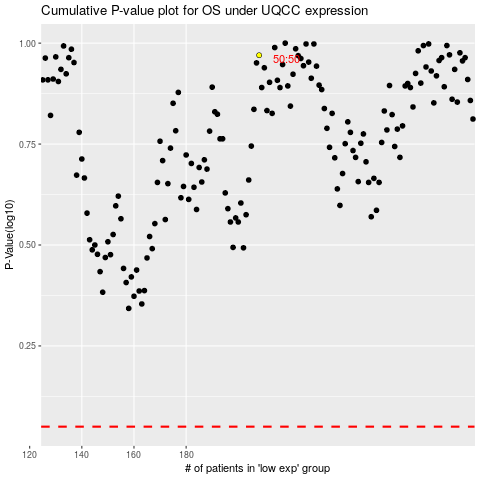 Cumulative P-value plot for OS under UQCC expression
1.00
50:50
0.75
P-Value(log10)
0.50
0.25
120 140 160 180
# of patients in 'low exp' group